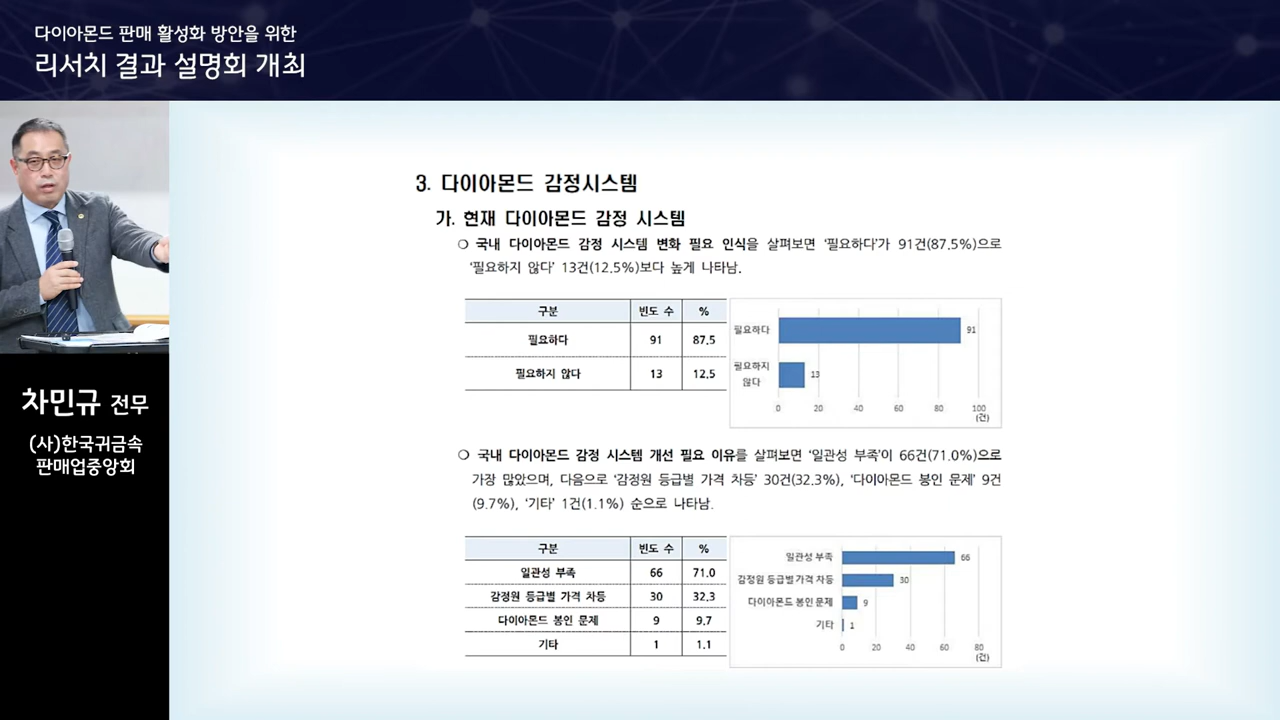 다이아몬드 판매 활성화 방안을 위한
리서치 결과 설명회 개최
차민규 전무
(사)한국귀금속
판매업중앙회
3. 다이아몬드 감정시스템
가. 현재 다이아몬드 감정 시스템
❍ 국내 다이아몬드 감정 시스템 변화 필요 인식을 살펴보면 ‘필요하다’가 91건(87.5%)으로
‘필요하지 않다’ 13건(12.5%)보다 높게 나타남.
구분 빈도 수 %
필요하다 91 87.5
필요하지 않다 13 12.5
필요하다 91
필요하지
않다 13
0 20 40 60 80 100
(건)
❍ 국내 다이아몬드 감정 시스템 개선 필요 이유를 살펴보면 ‘일관성 부족’이 66건(71.0%)으로
가장 많았으며, 다음으로 ‘감정원 등급별 가격 차등’ 30건(32.3%), ‘다이아몬드 봉인 문제’ 9건
(9.7%), ‘기타’ 1건(1.1%) 순으로 나타남.
구분 빈도 수 %
일관성 부족 66 71.0
감정원 등급별 가격 차등 30 32.3
다이아몬드 봉인 문제 9 9.7
기타 1 1.1
일관성 부족 66
감정원 등급별 가격 차등 30
다이아몬드 봉인 문제 9
기타 1
0 20 40 60 80
(건)